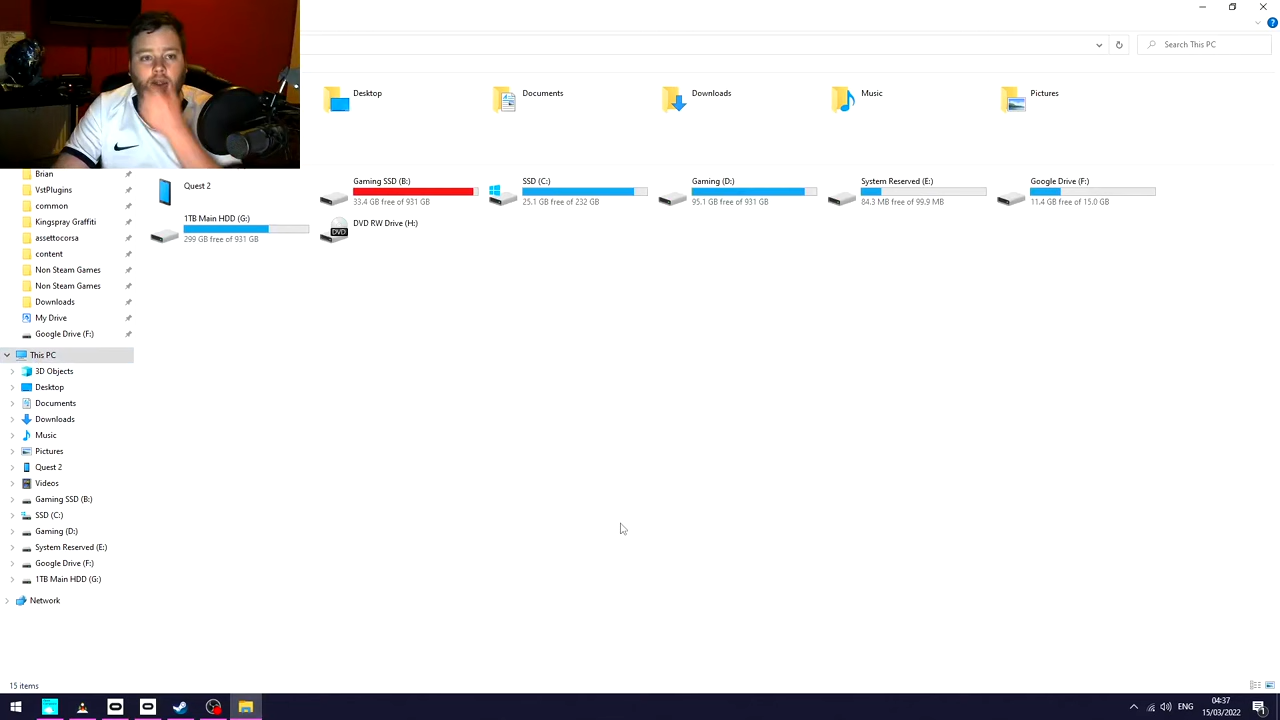 Search This PC
Desktop
Documents
Downloads
Music
Pictures
Brian
VstPlugins
common
Kingspray Graffiti
assettocorsa
content
Non Steam Games
Non Steam Games
Downloads
My Drive
Google Drive (F:)
This PC
3D Objects
Desktop
Documents
Downloads
Music
Pictures
Quest 2
Videos
Gaming SSD (B:)
SSD (C:)
Gaming (D:)
System Reserved (E:)
Google Drive (F:)
1TB Main HDD (G:)
Network
Quest 2
Gaming SSD (B:)
33.4 GB free of 931 GB
SSD (C:)
25.1 GB free of 232 GB
Gaming (D:)
95.1 GB free of 931 GB
System Reserved (E:)
84.3 MB free of 99.9 MB
Google Drive (F:)
11.4 GB free of 15.0 GB
1TB Main HDD (G:)
299 GB free of 931 GB
DVD RW Drive (H:)
DVD
15 items
ENG
04:37
15/03/2022